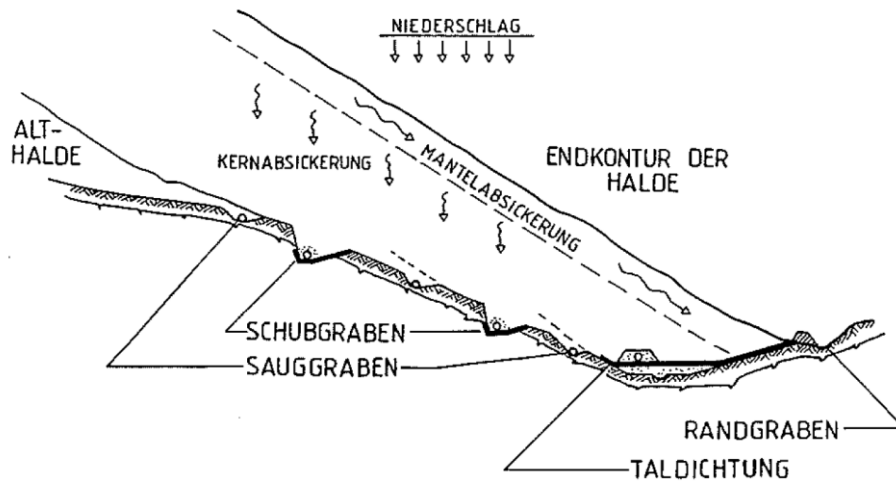 NIEDERSCHLAG
ALT-
HALDE
KERNABSICKERUNG
MANTELABSICKERUNG
ENDKONTUR DER
HALDE
SCHUBGRABEN
SAUGGRABEN
RANDGRABEN
TALDICHTUNG